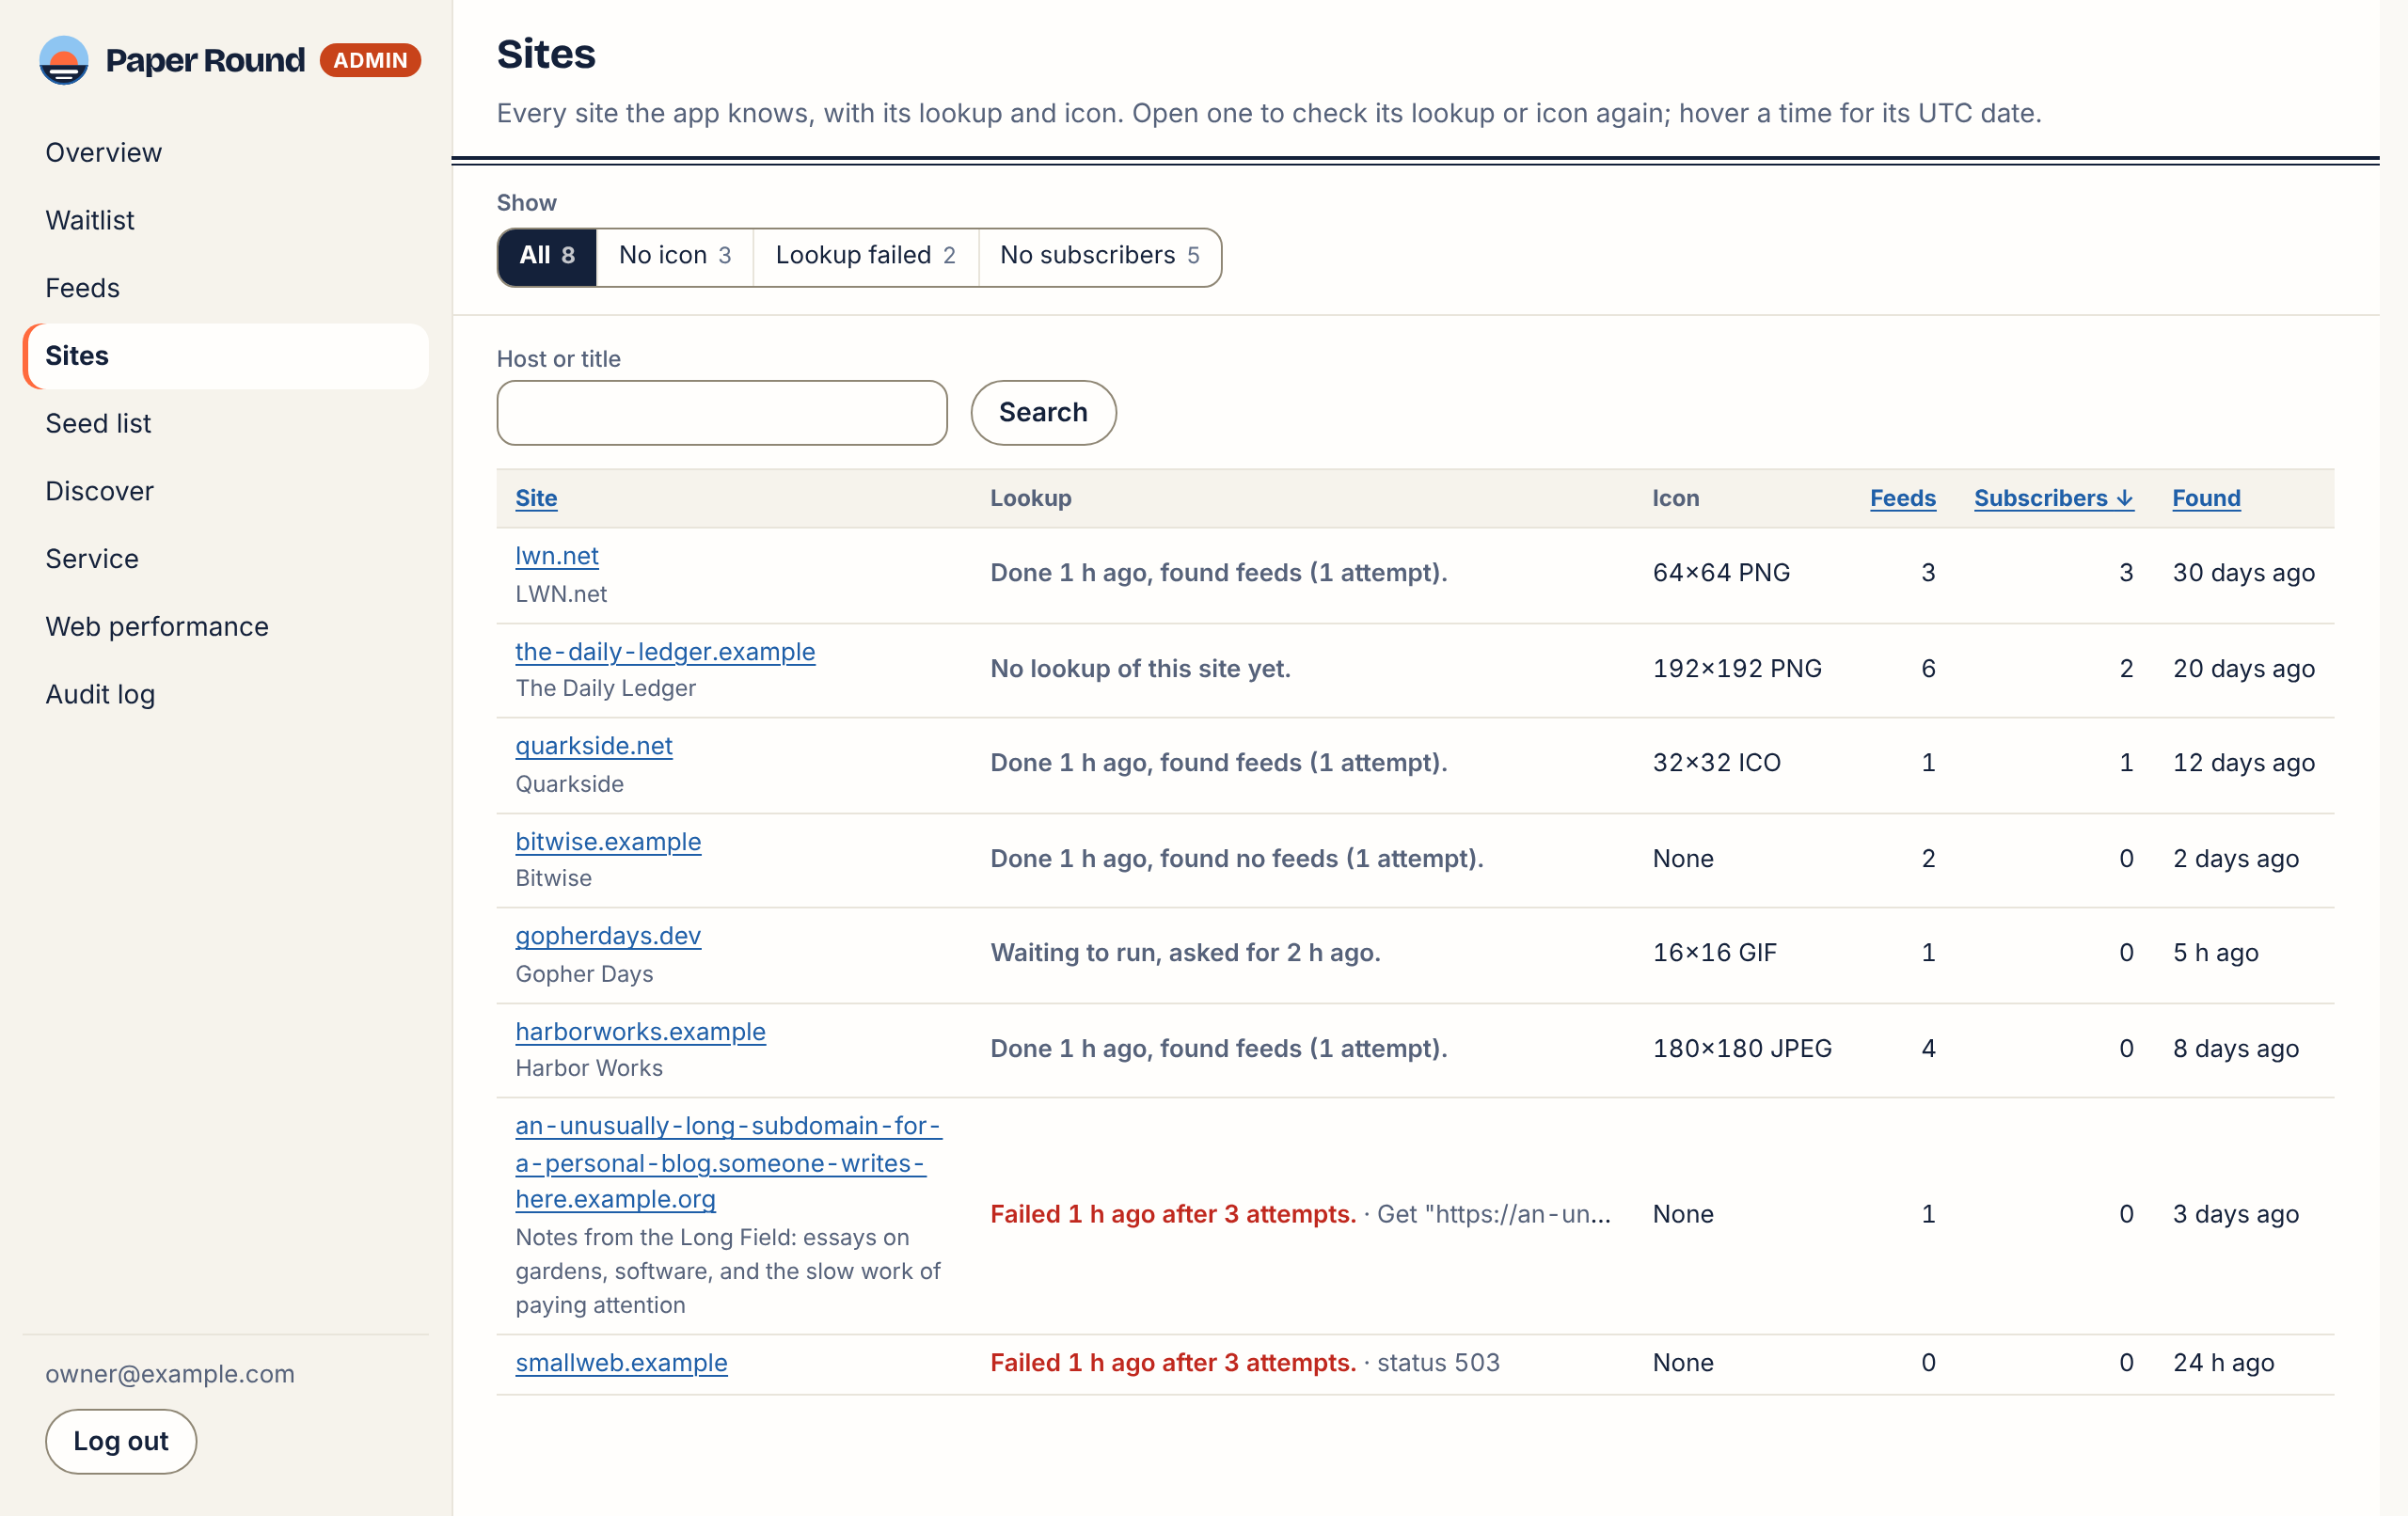 Paper Round ADMIN
Overview
Waitlist
Feeds
Sites
Seed list
Discover
Service
Web performance
Audit log
owner@example.com
Log out
Sites
Every site the app knows, with its lookup and icon. Open one to check its lookup or icon again; hover a time for its UTC date.
Show
All 8 No icon 3 Lookup failed 2 No subscribers 5
Host or title
Search
Site Lookup Icon Feeds Subscribers ↓ Found
lwn.net
LWN.net
Done 1 h ago, found feeds (1 attempt). 64×64 PNG 3 3 30 days ago
the-daily-ledger.example
The Daily Ledger
No lookup of this site yet. 192×192 PNG 6 2 20 days ago
quarkside.net
Quarkside
Done 1 h ago, found feeds (1 attempt). 32×32 ICO 1 1 12 days ago
bitwise.example
Bitwise
Done 1 h ago, found no feeds (1 attempt). None 2 0 2 days ago
gopherdays.dev
Gopher Days
Waiting to run, asked for 2 h ago. 16×16 GIF 1 0 5 h ago
harborworks.example
Harbor Works
Done 1 h ago, found feeds (1 attempt). 180×180 JPEG 4 0 8 days ago
an-unusually-long-subdomain-for-
a-personal-blog.someone-writes-
here.example.org
Notes from the Long Field: essays on
gardens, software, and the slow work of
paying attention
Failed 1 h ago after 3 attempts. · Get "https://an-un... None 1 0 3 days ago
smallweb.example Failed 1 h ago after 3 attempts. · status 503 None 0 0 24 h ago